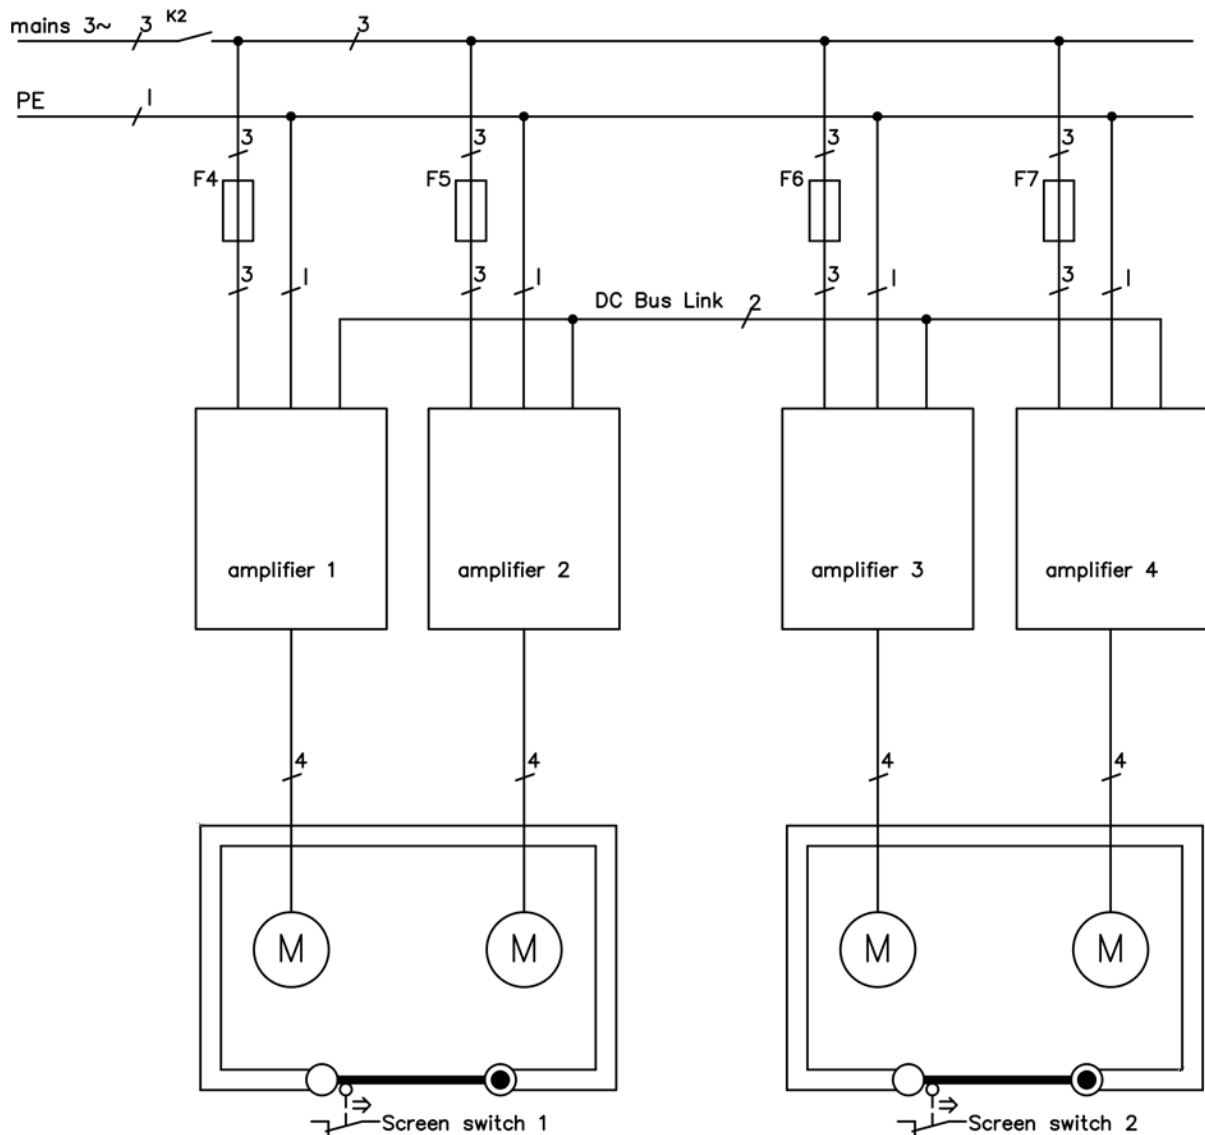 mains 3~ 3 K2 3
PE 1
3 3 3 3
F4 F5 F6 F7
3 1 3 1 3 1 3 1
DC Bus Link 2
amplifier 1 amplifier 2 amplifier 3 amplifier 4
4 4 4 4
M M M M
Screen switch 1 Screen switch 2